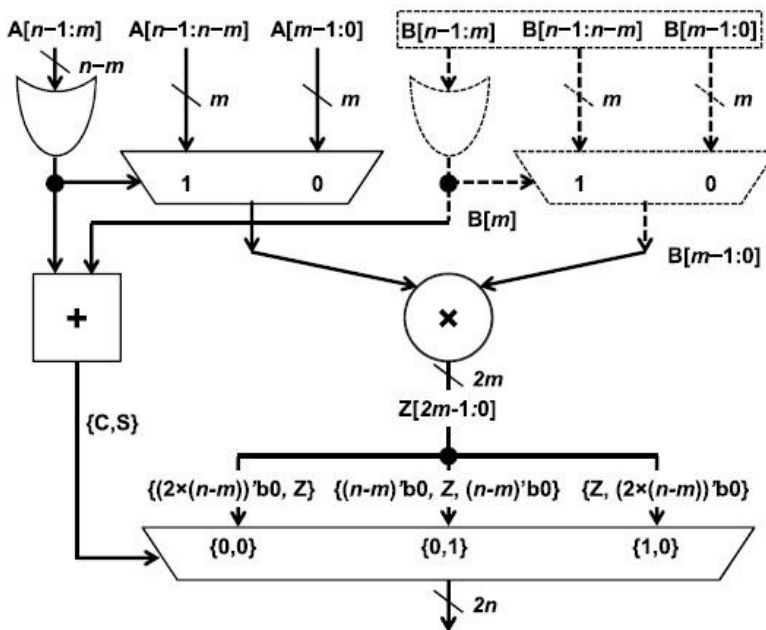 A[n−1:m] A[n−1:n−m] A[m−1:0] B[n−1:m] B[n−1:n−m] B[m−1:0]
n−m m m m m
1 0 1 0
B[m]
B[m−1:0]
+ ×
2m
{C,S} Z[2m-1:0]
{(2×(n-m))’b0, Z} {(n-m)’b0, Z, (n-m)’b0} {Z, (2×(n-m))’b0}
{0,0} {0,1} {1,0}
2n